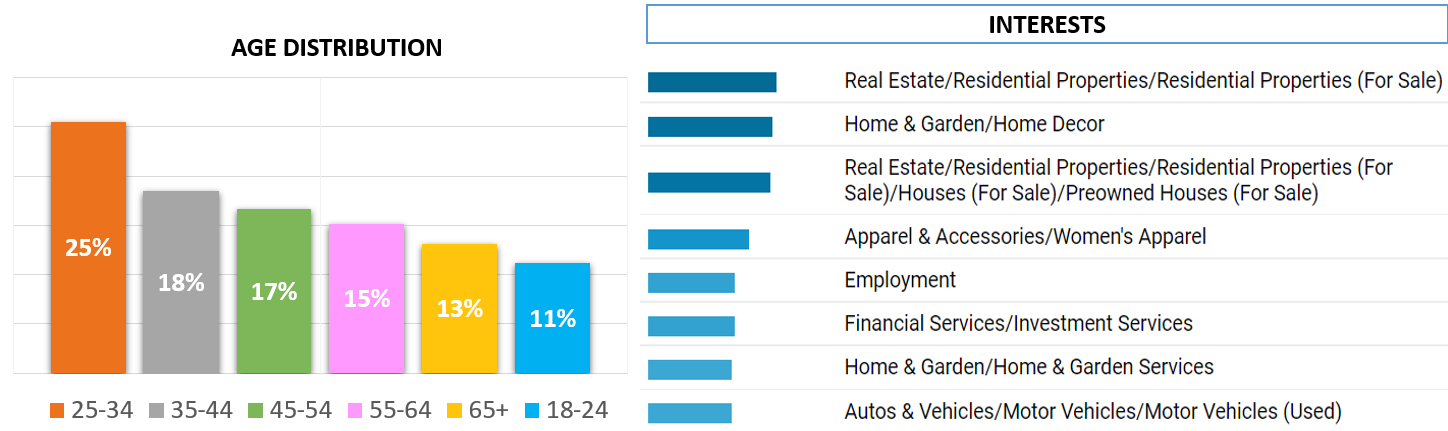 AGE DISTRIBUTION
25%
18%
17%
15%
13%
11%
25-34 35-44 45-54 55-64 65+ 18-24
INTERESTS
Real Estate/Residential Properties/Residential Properties (For Sale)
Home & Garden/Home Decor
Real Estate/Residential Properties/Residential Properties (For
Sale)/Houses (For Sale)/Preowned Houses (For Sale)
Apparel & Accessories/Women's Apparel
Employment
Financial Services/Investment Services
Home & Garden/Home & Garden Services
Autos & Vehicles/Motor Vehicles/Motor Vehicles (Used)